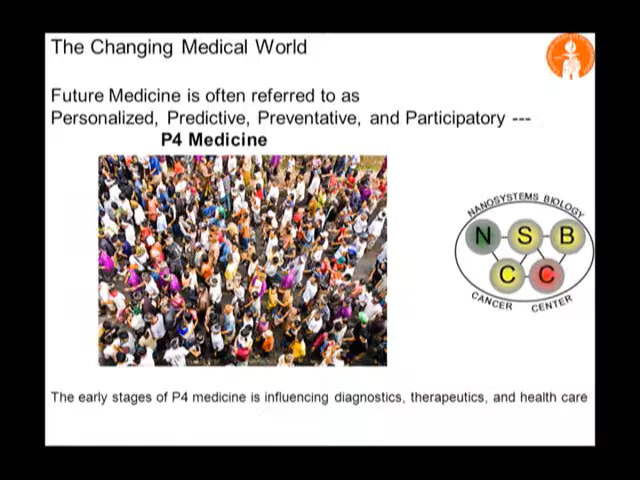 The Changing Medical World
Future Medicine is often referred to as
Personalized, Predictive, Preventative, and Participatory ---
P4 Medicine
NANOSYSTEMS BIOLOGY
N S B
C C
CANCER CENTER
The early stages of P4 medicine is influencing diagnostics, therapeutics, and health care